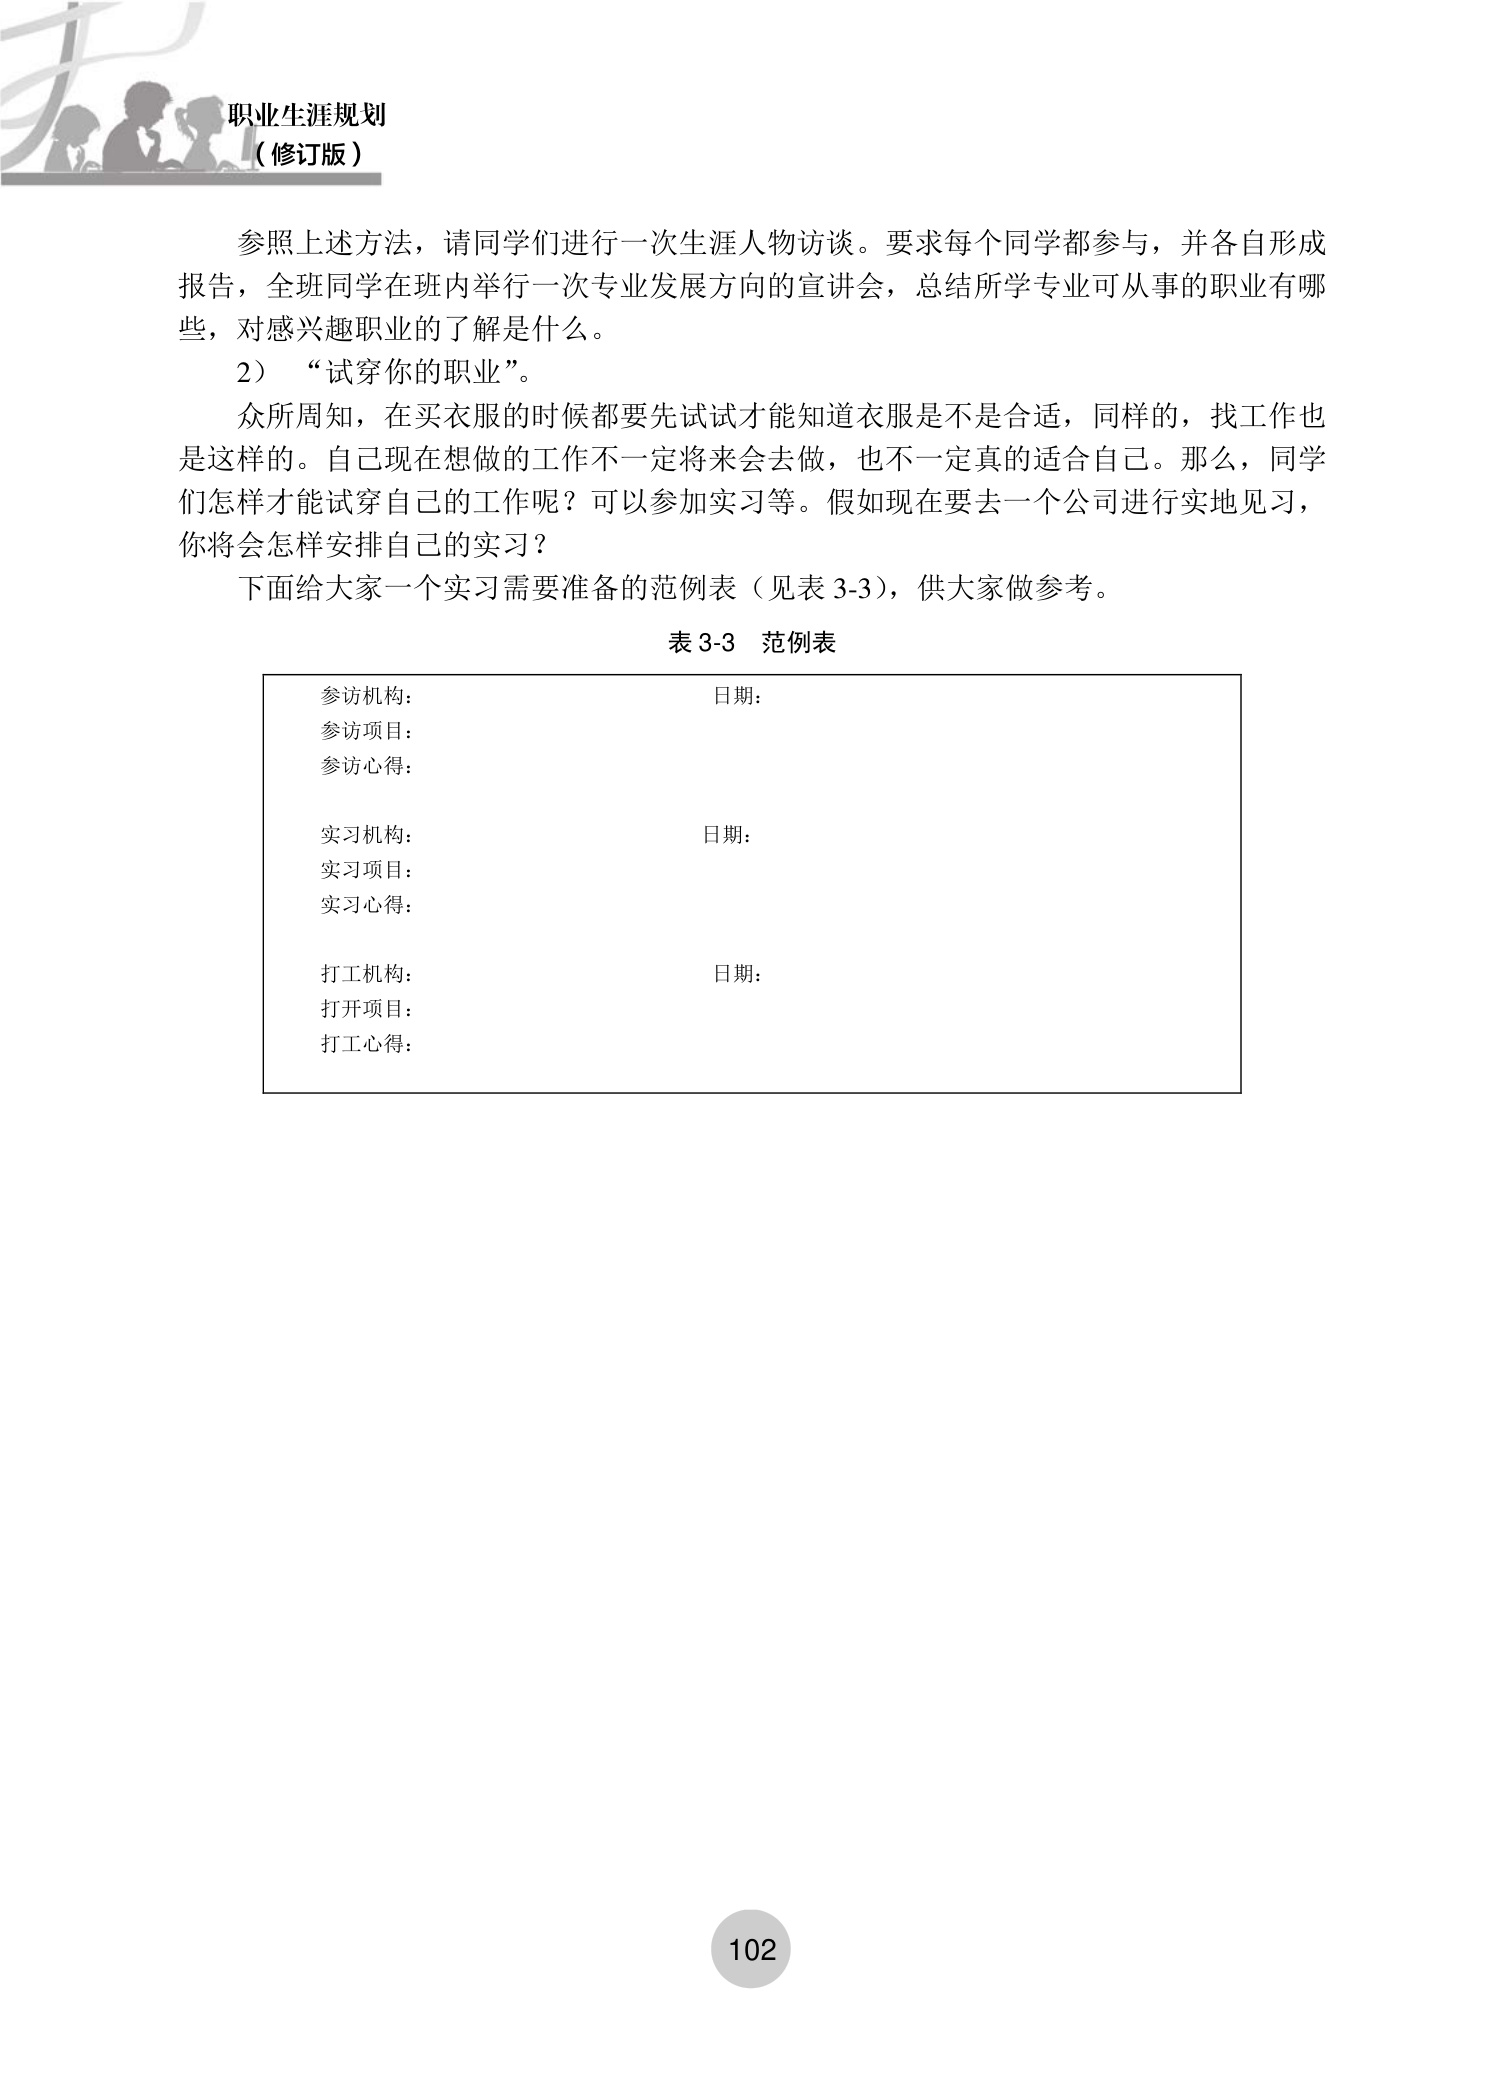 职业生涯规划
（修订版）
参照上述方法，请同学们进行一次生涯人物访谈。要求每个同学都参与，并各自形成
报告，全班同学在班内举行一次专业发展方向的宣讲会，总结所学专业可从事的职业有哪
些，对感兴趣职业的了解是什么。
2） “试穿你的职业”。
众所周知，在买衣服的时候都要先试试才能知道衣服是不是合适，同样的，找工作也
是这样的。自己现在想做的工作不一定将来会去做，也不一定真的适合自己。那么，同学
们怎样才能试穿自己的工作呢？可以参加实习等。假如现在要去一个公司进行实地见习，
你将会怎样安排自己的实习？
下面给大家一个实习需要准备的范例表（见表 3-3），供大家做参考。
表 3-3 范例表
参访机构： 日期：
参访项目：
参访心得：
实习机构： 日期：
实习项目：
实习心得：
打工机构： 日期：
打开项目：
打工心得：
102